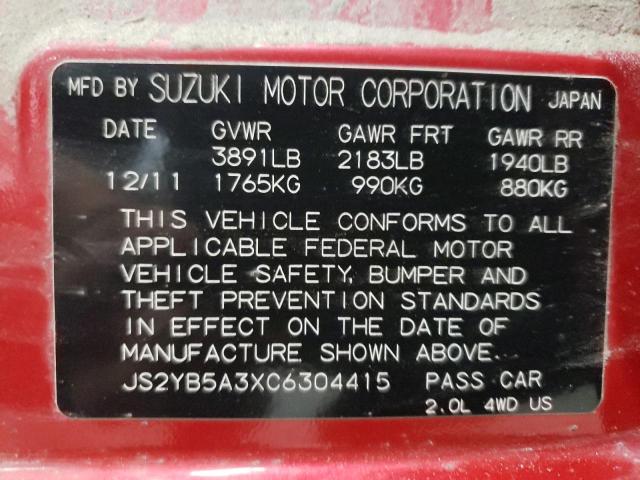 MFD BY SUZUKI MOTOR CORPORATION JAPAN
DATE GVWR GAWR FRT GAWR RR
3891LB 2183LB 1940LB
12/11 1765KG 990KG 880KG
THIS VEHICLE CONFORMS TO ALL
APPLICABLE FEDERAL MOTOR
VEHICLE SAFETY, BUMPER AND
THEFT PREVENTION STANDARDS
IN EFFECT ON THE DATE OF
MANUFACTURE SHOWN ABOVE.
JS2YB5A3XC6304415 PASS CAR
2.0L 4WD US